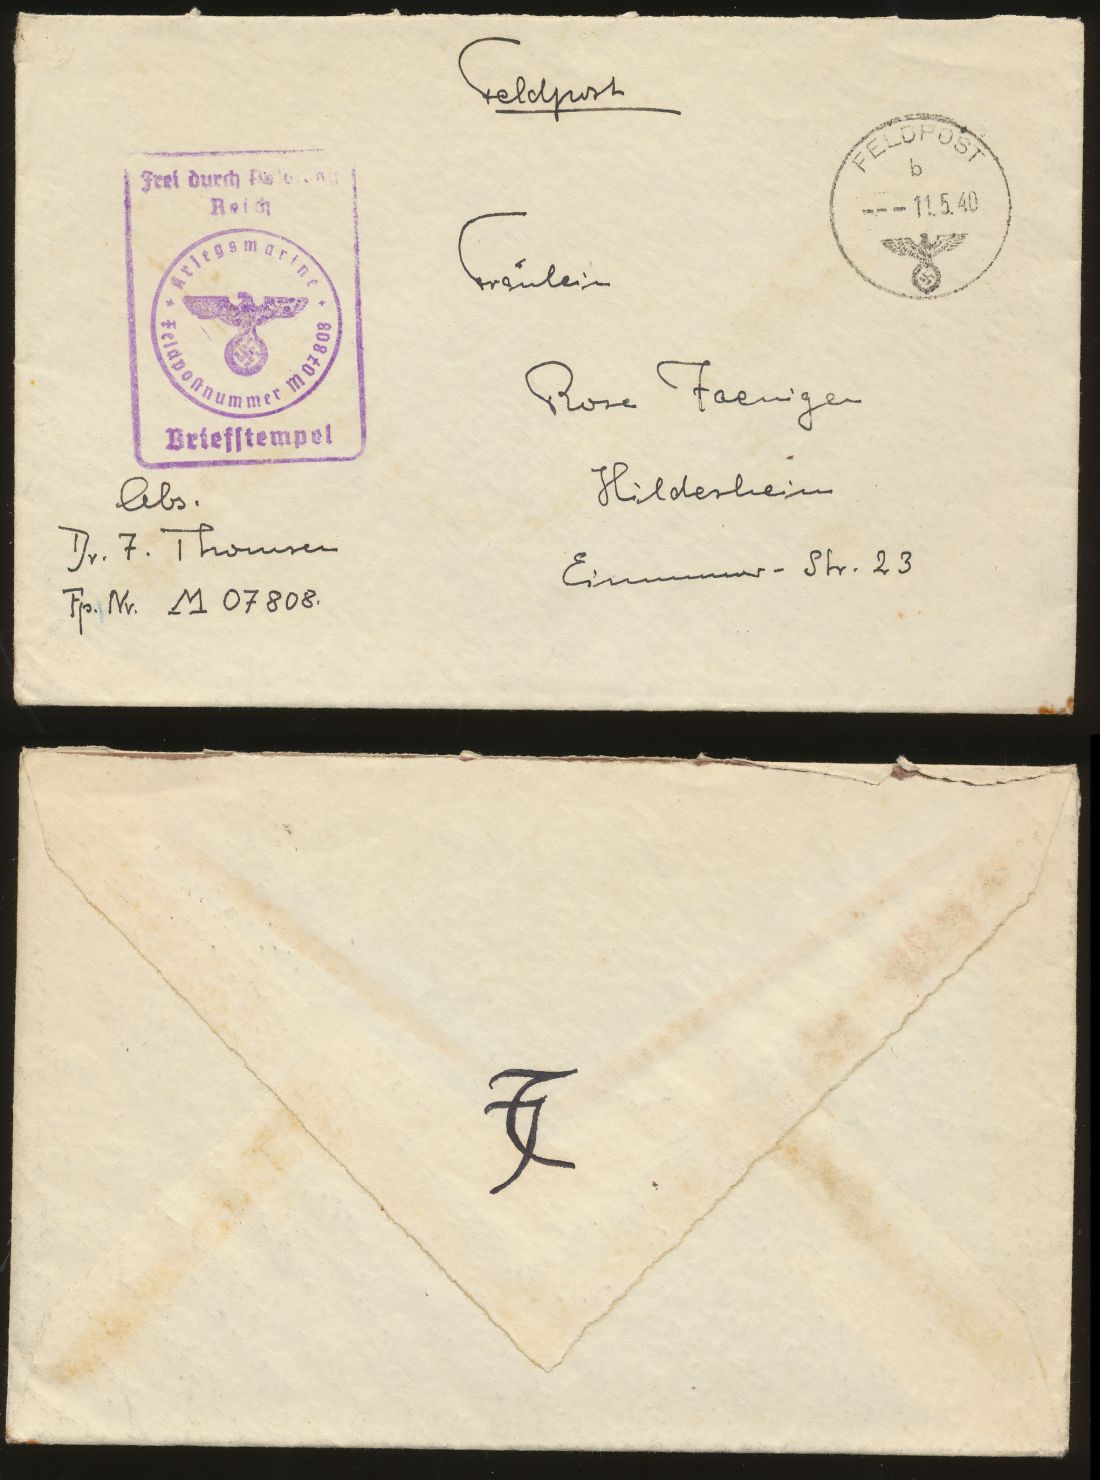 Feldpost
FELDPOST
b
--- 11.5.40
Frei durch
Reich
Kriegsmarine
Feldpostnummer M 07808
Briefstempel
Fräulein
Rose Faeniger
Hildesheim
Str. 23
Abs.
Dr. F. Thomsen
Fp. Nr. M 07808.